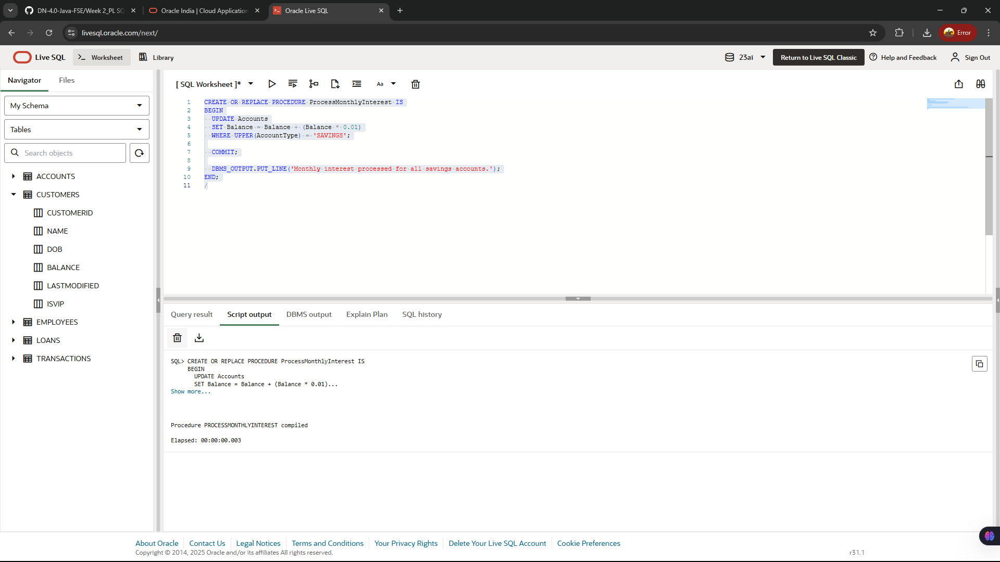 DN-4.0-Java-FSE/Week 2_PL SQ
Oracle India | Cloud Application
Oracle Live SQL
livesql.oracle.com/next/
Error
Live SQL
Worksheet
Library
23ai
Return to Live SQL Classic
Help and Feedback
Sign Out
Navigator
Files
My Schema
Tables
Search objects
ACCOUNTS
CUSTOMERS
CUSTOMERID
NAME
DOB
BALANCE
LASTMODIFIED
ISVIP
EMPLOYEES
LOANS
TRANSACTIONS
[ SQL Worksheet ]*
Aa
1 CREATE OR REPLACE PROCEDURE ProcessMonthlyInterest IS
2 BEGIN
3 UPDATE Accounts
4 SET Balance = Balance + (Balance * 0.01)
5 WHERE UPPER(AccountType) = 'SAVINGS';
6
7 COMMIT;
8
9 DBMS_OUTPUT.PUT_LINE('Monthly interest processed for all savings accounts.');
10 END;
11 /
Query result
Script output
DBMS output
Explain Plan
SQL history
SQL> CREATE OR REPLACE PROCEDURE ProcessMonthlyInterest IS
BEGIN
UPDATE Accounts
SET Balance = Balance + (Balance * 0.01)...
Show more...
Procedure PROCESSMONTHLYINTEREST compiled
Elapsed: 00:00:00.003
About Oracle
Contact Us
Legal Notices
Terms and Conditions
Your Privacy Rights
Delete Your Live SQL Account
Cookie Preferences
Copyright © 2014, 2025 Oracle and/or its affiliates All rights reserved.
r31.1